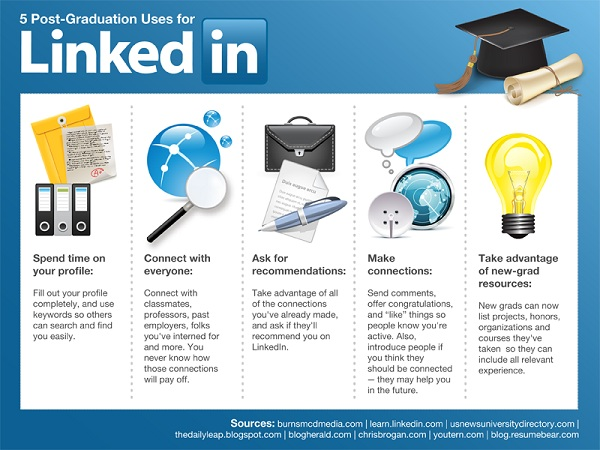 5 Post-Graduation Uses for
Linked in
A+
Spend time on
your profile:
Fill out your profile
completely, and use
keywords so others
can search and find
you easily.
Connect with
everyone:
Connect with
classmates,
professors, past
employers, folks
you've interned for
and more. You
never know how
those connections
will pay off.
Ask for
recommendations:
Take advantage of all
of the connections
you've already made,
and ask if they'll
recommend you on
LinkedIn.
Make
connections:
Send comments,
offer congratulations,
and “like” things so
people know you're
active. Also,
introduce people if
you think they
should be connected
— they may help you
in the future.
Take advantage
of new-grad
resources:
New grads can now
list projects, honors,
organizations and
courses they've
taken so they can
include all relevant
experience.
Sources: burnsmcdmedia.com | learn.linkedin.com | usnewsuniversitydirectory.com |
thedailyleap.blogspot.com | blogherald.com | chrisbrogan.com | youtern.com | blog.resumebear.com